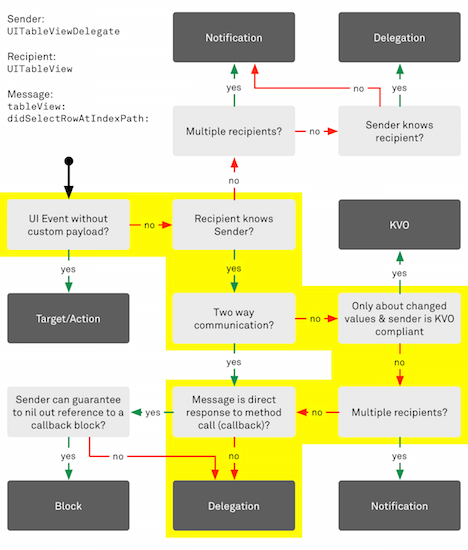 Sender:
UITableViewDelegate
Recipient:
UITableView
Message:
tableView:
didSelectRowAtIndexPath:
Notification
Delegation
yes
yes
Multiple recipients?
no
Sender knows
recipient?
no
no
UI Event without
custom payload?
no
Recipient knows
Sender?
KVO
yes
yes
yes
Target/Action
Two way
communication?
no
Only about changed
values & sender is KVO
compliant
yes
no
Sender can guarantee
to nil out reference to a
callback block?
yes
Message is direct
response to method
call (callback)?
no
Multiple recipients?
yes
no
no
yes
Block
Delegation
Notification